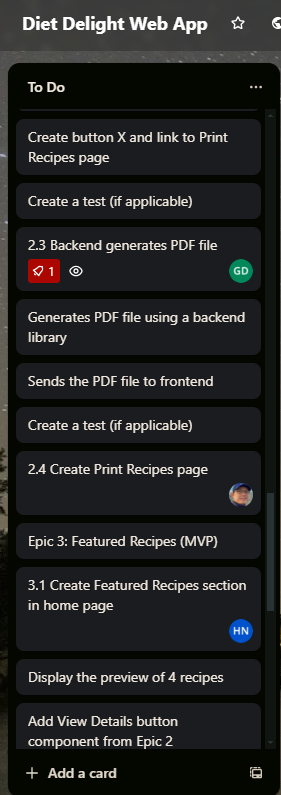 Diet Delight Web App
To Do
Create button X and link to Print
Recipes page
Create a test (if applicable)
2.3 Backend generates PDF file
1
GD
Generates PDF file using a backend
library
Sends the PDF file to frontend
Create a test (if applicable)
2.4 Create Print Recipes page
Epic 3: Featured Recipes (MVP)
3.1 Create Featured Recipes section
in home page
HN
Display the preview of 4 recipes
Add View Details button
component from Epic 2
Add a card